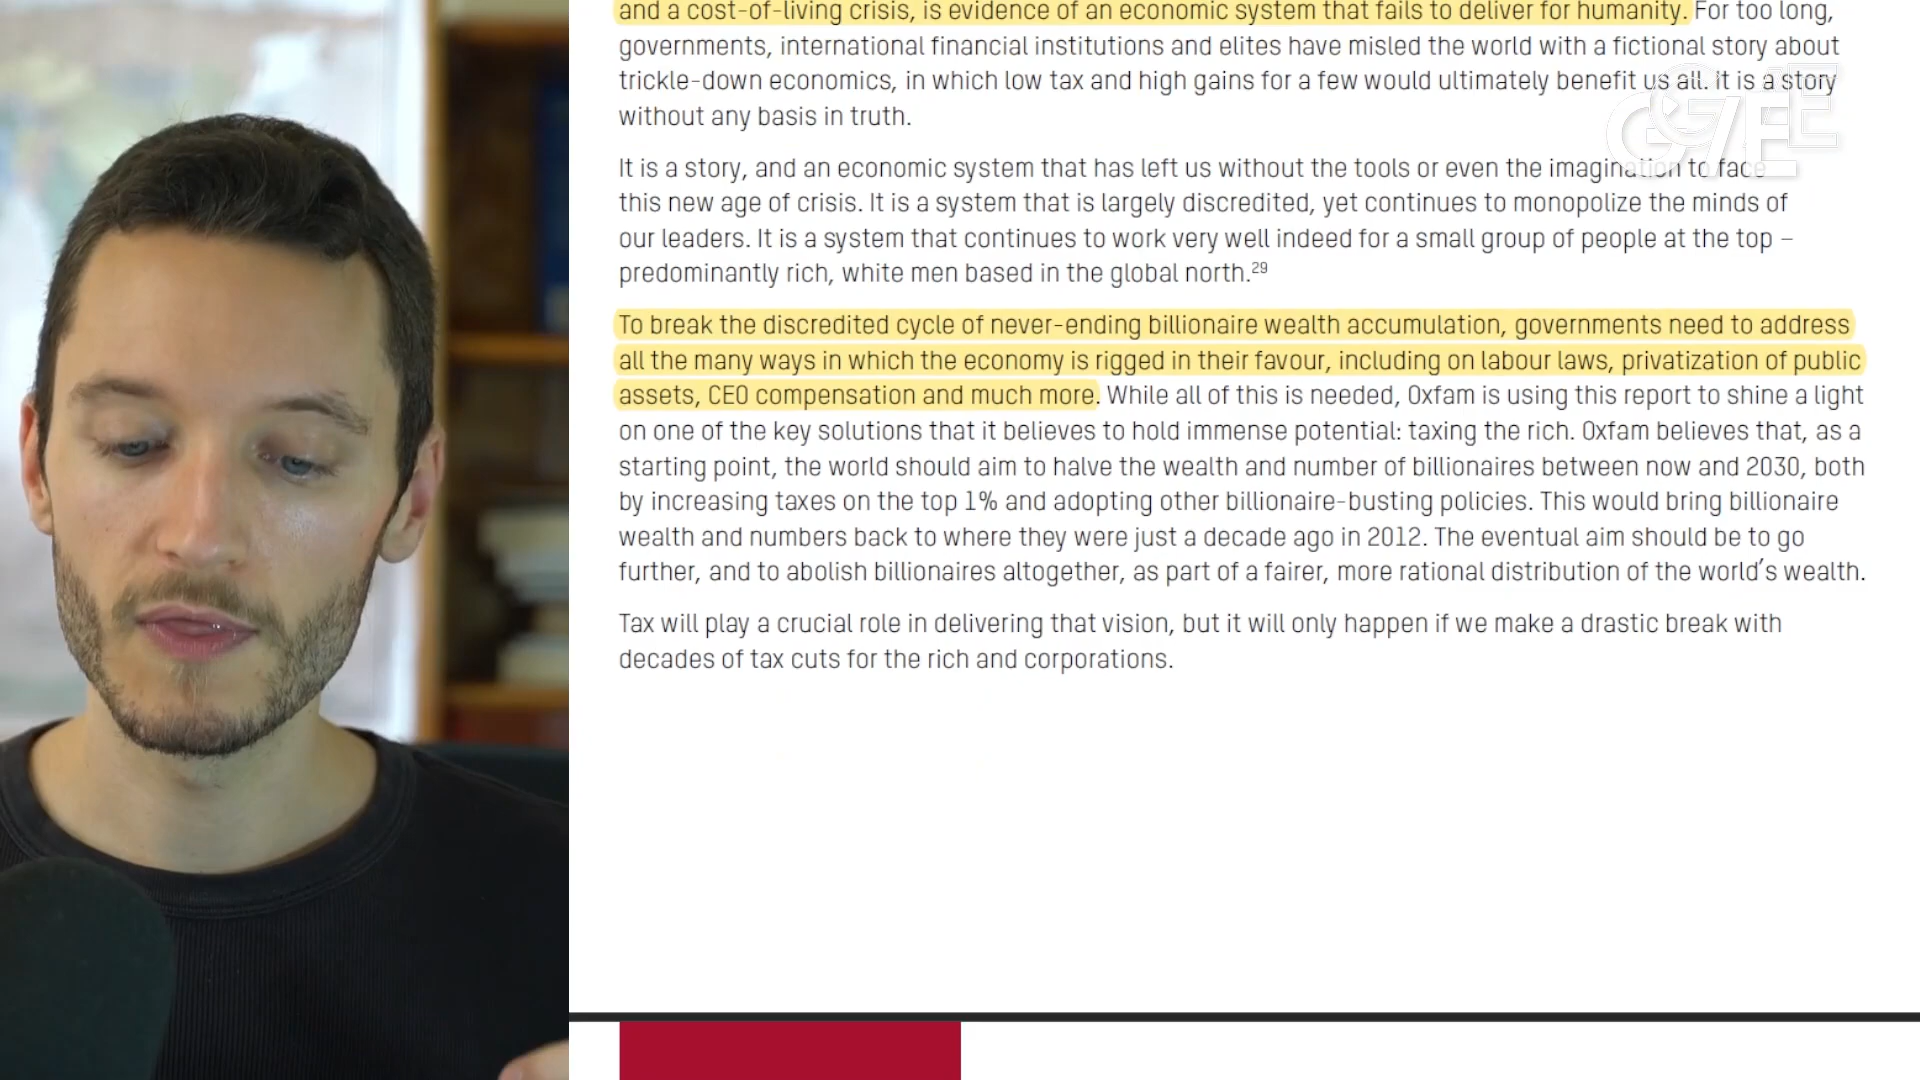 and a cost-of-living crisis, is evidence of an economic system that fails to deliver for humanity. For too long,
governments, international financial institutions and elites have misled the world with a fictional story about
trickle-down economics, in which low tax and high gains for a few would ultimately benefit us all. It is a story
without any basis in truth.
It is a story, and an economic system that has left us without the tools or even the imagination to face
this new age of crisis. It is a system that is largely discredited, yet continues to monopolize the minds of
our leaders. It is a system that continues to work very well indeed for a small group of people at the top –
predominantly rich, white men based in the global north.²⁹
To break the discredited cycle of never-ending billionaire wealth accumulation, governments need to address
all the many ways in which the economy is rigged in their favour, including on labour laws, privatization of public
assets, CEO compensation and much more. While all of this is needed, Oxfam is using this report to shine a light
on one of the key solutions that it believes to hold immense potential: taxing the rich. Oxfam believes that, as a
starting point, the world should aim to halve the wealth and number of billionaires between now and 2030, both
by increasing taxes on the top 1% and adopting other billionaire-busting policies. This would bring billionaire
wealth and numbers back to where they were just a decade ago in 2012. The eventual aim should be to go
further, and to abolish billionaires altogether, as part of a fairer, more rational distribution of the world's wealth.
Tax will play a crucial role in delivering that vision, but it will only happen if we make a drastic break with
decades of tax cuts for the rich and corporations.